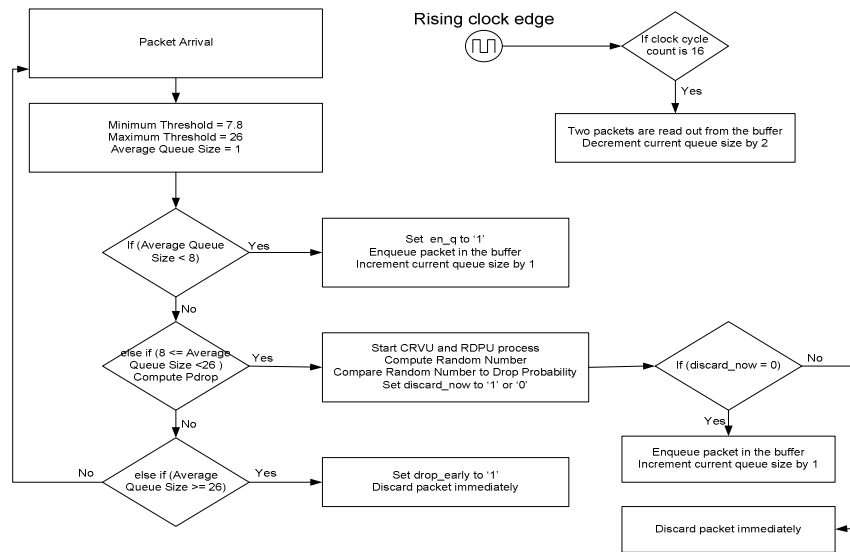 Packet Arrival
Rising clock edge
If clock cycle
count is 16
Yes
Two packets are read out from the buffer
Decrement current queue size by 2
Minimum Threshold = 7.8
Maximum Threshold = 26
Average Queue Size = 1
If (Average Queue
Size < 8)
Yes
Set en_q to ‘1’
Enqueue packet in the buffer
Increment current queue size by 1
No
else if (8 <= Average
Queue Size <26 )
Compute Pdrop
Yes
Start CRVU and RDPU process
Compute Random Number
Compare Random Number to Drop Probability
Set discard_now to ‘1’ or ‘0’
If (discard_now = 0)
No
Yes
Enqueue packet in the buffer
Increment current queue size by 1
No
else if (Average
Queue Size >= 26)
No
Yes
Set drop_early to ‘1’
Discard packet immediately
Discard packet immediately